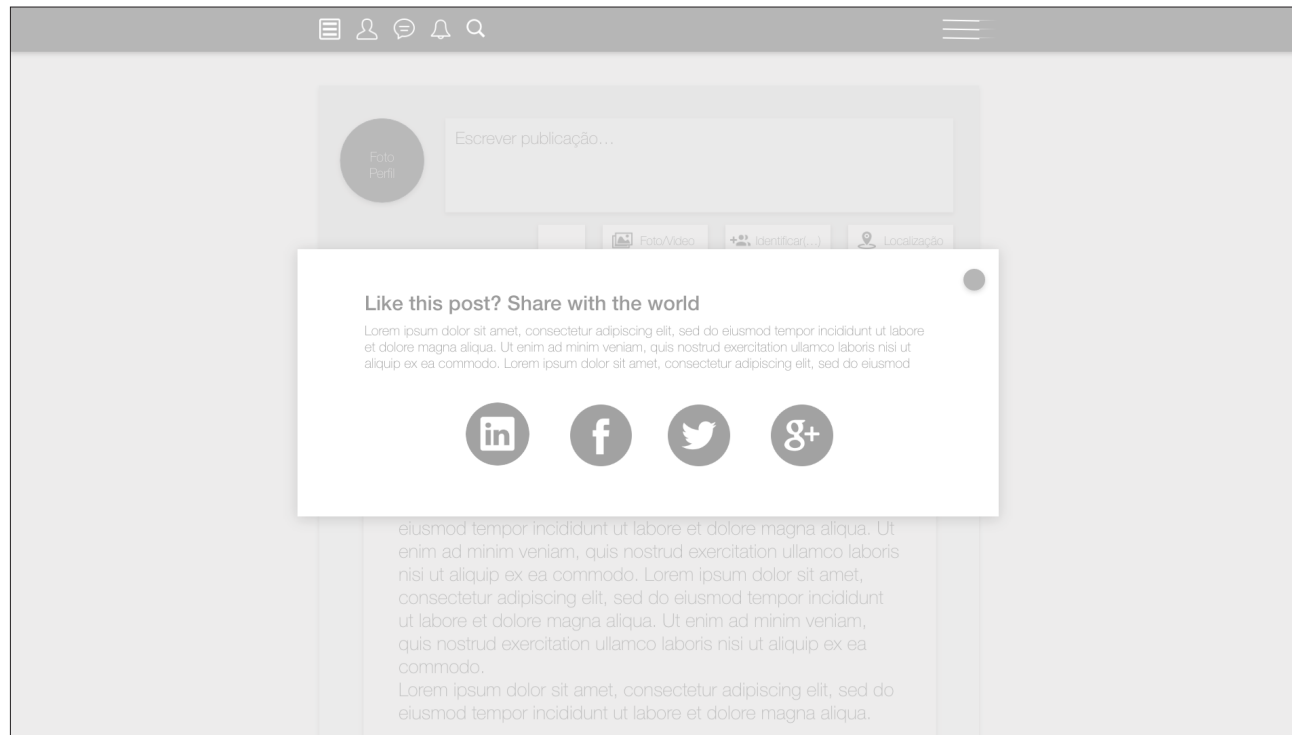 Escrever publicação...
Foto
Perfil
Foto/Video
Identificar(...)
Localização
Like this post? Share with the world
Lorem ipsum dolor sit amet, consectetur adipiscing elit, sed do eiusmod tempor incididunt ut labore
et dolore magna aliqua. Ut enim ad minim veniam, quis nostrud exercitation ullamco laboris nisi ut
aliquip ex ea commodo. Lorem ipsum dolor sit amet, consectetur adipiscing elit, sed do eiusmod
in f g+
eiusmod tempor incididunt ut labore et dolore magna aliqua. Ut
enim ad minim veniam, quis nostrud exercitation ullamco laboris
nisi ut aliquip ex ea commodo. Lorem ipsum dolor sit amet,
consectetur adipiscing elit, sed do eiusmod tempor incididunt
ut labore et dolore magna aliqua. Ut enim ad minim veniam,
quis nostrud exercitation ullamco laboris nisi ut aliquip ex ea
commodo.
Lorem ipsum dolor sit amet, consectetur adipiscing elit, sed do
eiusmod tempor incididunt ut labore et dolore magna aliqua.